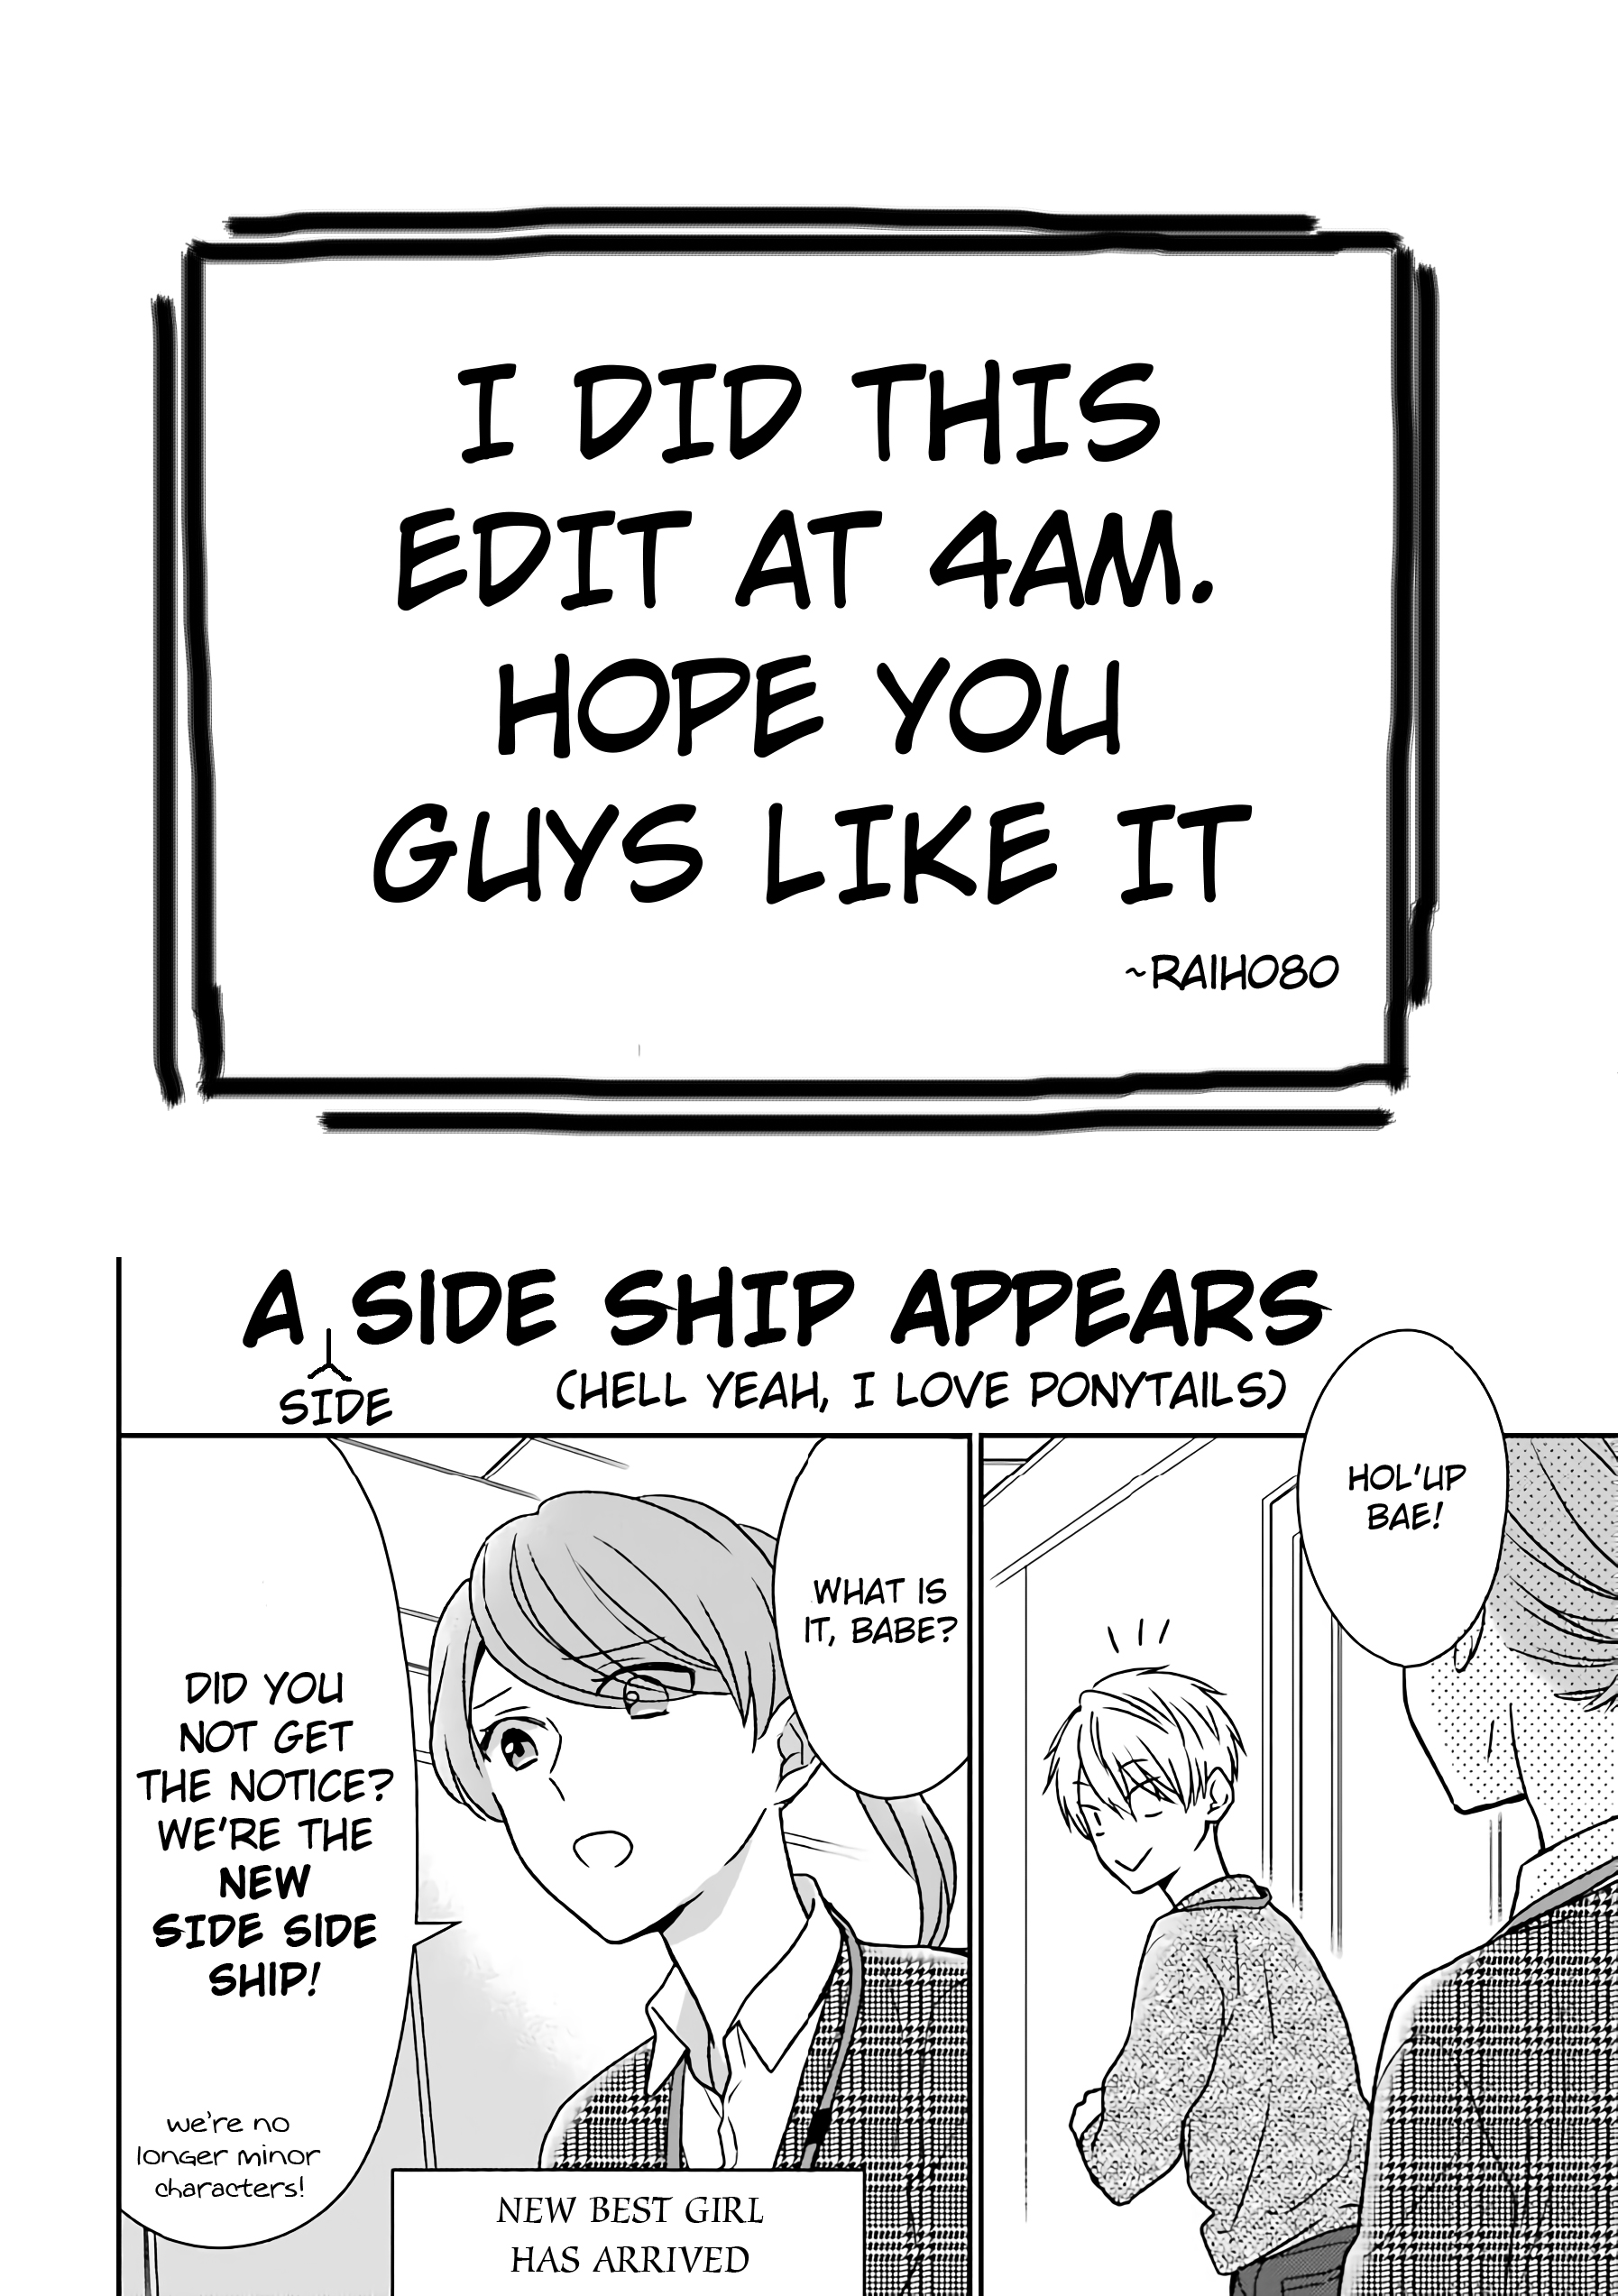 I DID THIS
EDIT AT 4AM.
HOPE YOU
GUYS LIKE IT
~RAIHO80
A SIDE SHIP APPEARS
SIDE
(HELL YEAH, I LOVE PONYTAILS)
HOL'UP
BAE!
WHAT IS
IT, BABE?
DID YOU
NOT GET
THE NOTICE?
WE'RE THE
NEW
SIDE SIDE
SHIP!
we're no
longer minor
characters!
NEW BEST GIRL
HAS ARRIVED